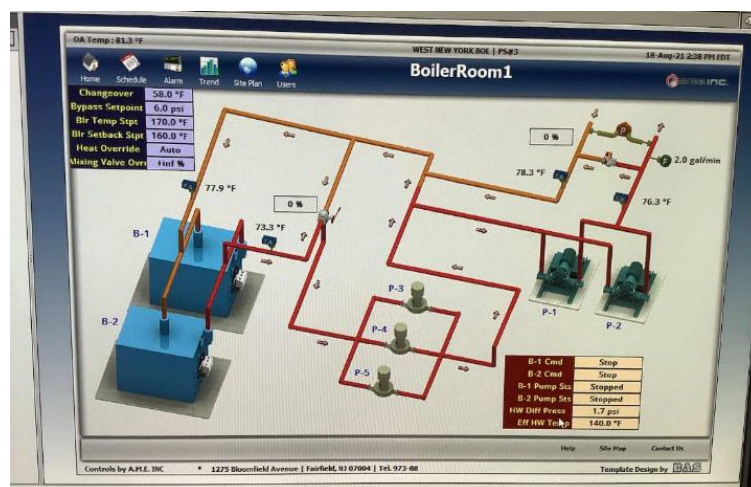 OA Temp: 81.3 °F
WEST NEW YORK BOE | PS#3
18-Aug-21 2:38 PM EDT
Home
Schedule
Alarm
Trend
Site Plan
Users
BoilerRoom1
INC.
Changeover 58.0 °F
Bypass Setpoint 6.0 psi
Blr Temp Stpt 170.0 °F
Blr Setback Stpt 160.0 °F
Heat Override Auto
Mixing Valve Ovrr +inf %
0 %
P
P
2.0 gal/min
78.3 °F
76.3 °F
77.9 °F
0 %
73.3 °F
B-1
B-2
P-3
P-4
P-5
P-1
P-2
B-1 Cmd Stop
B-2 Cmd Stop
B-1 Pump Sts Stopped
B-2 Pump Sts Stopped
HW Diff Press 1.7 psi
Eff HW Temp 140.0 °F
Help
Site Map
Contact Us
Controls by A.M.E. INC * 1275 Bloomfield Avenue | Fairfield, NJ 07004 | Tel. 973-88
Template Design by BAS